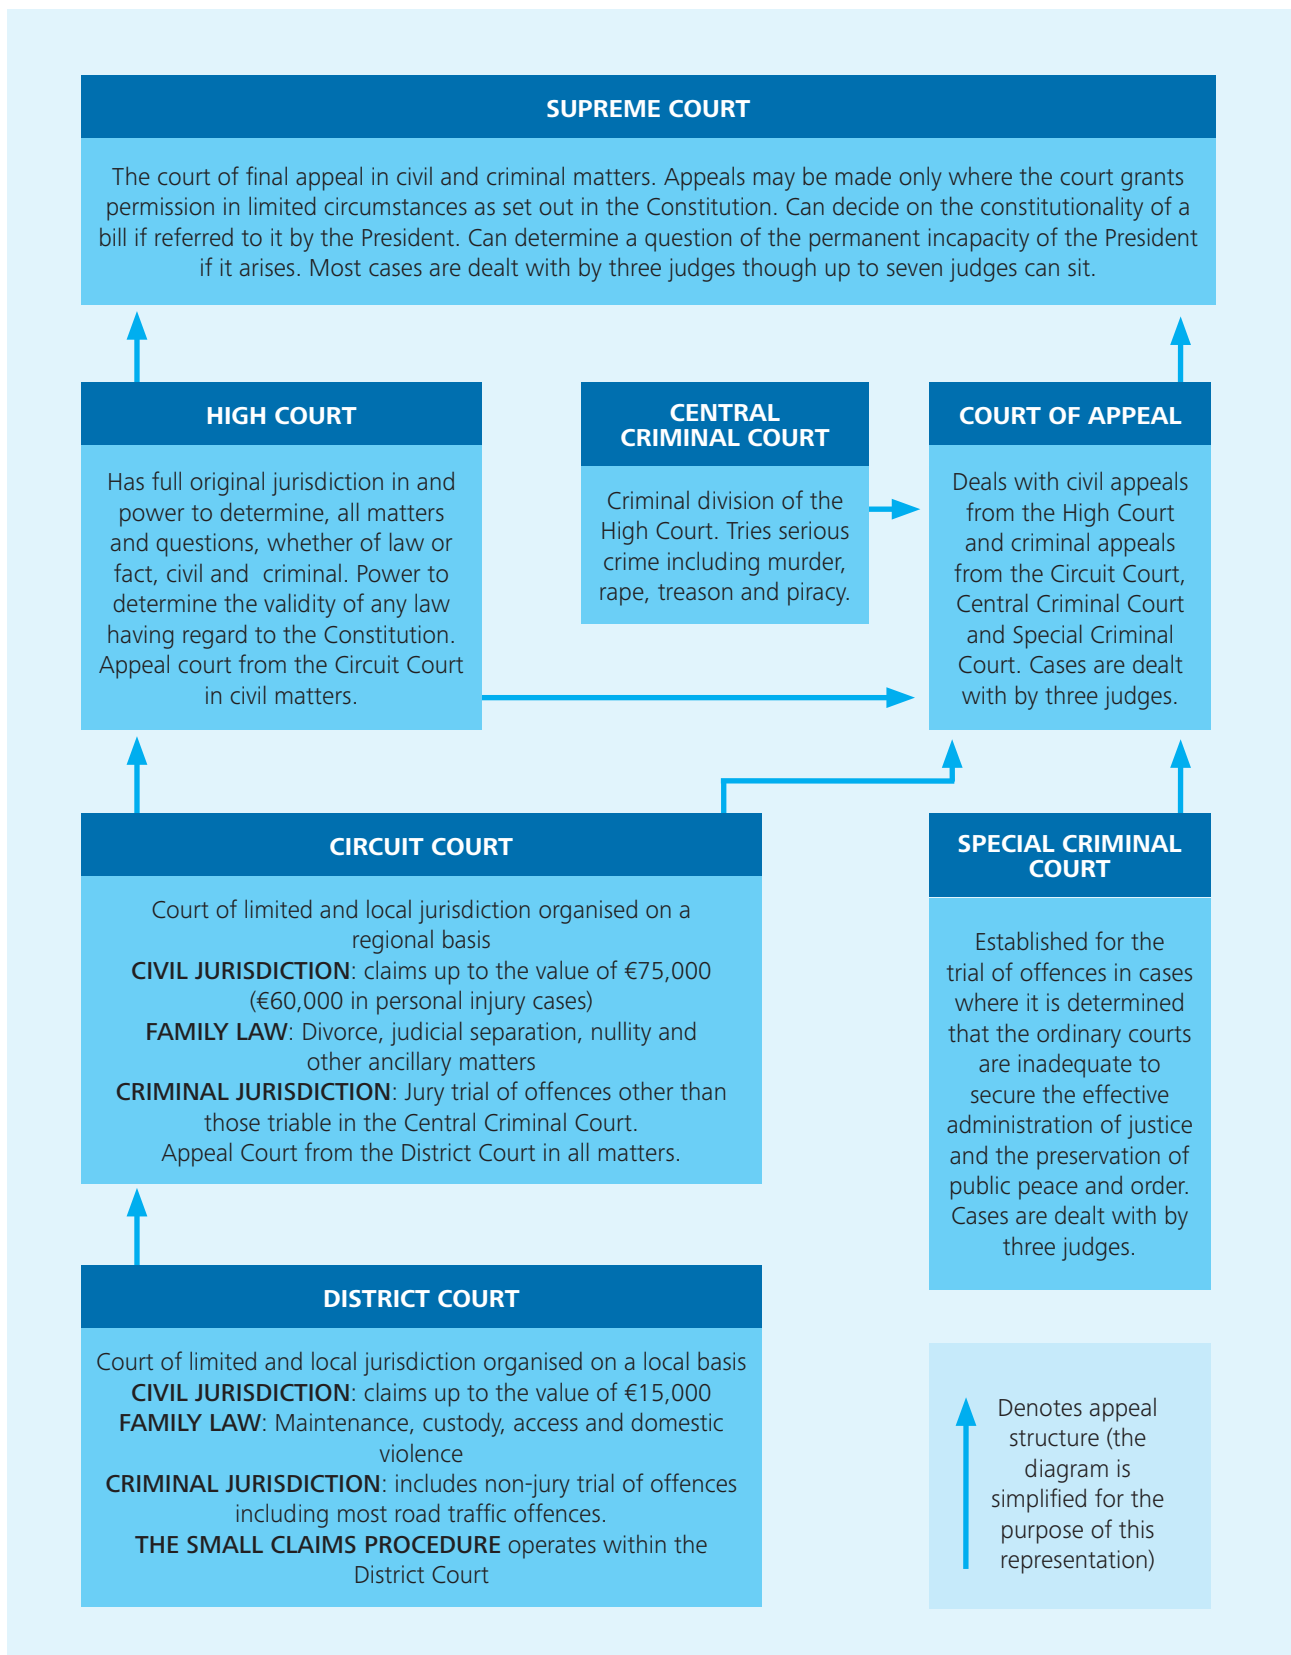 SUPREME COURT
The court of final appeal in civil and criminal matters. Appeals may be made only where the court grants
permission in limited circumstances as set out in the Constitution. Can decide on the constitutionality of a
bill if referred to it by the President. Can determine a question of the permanent incapacity of the President
if it arises. Most cases are dealt with by three judges though up to seven judges can sit.
HIGH COURT
Has full original jurisdiction in and
power to determine, all matters
and questions, whether of law or
fact, civil and  criminal. Power to
determine the validity of any law
having regard to the Constitution.
Appeal court from the Circuit Court
in civil matters.
CENTRAL
CRIMINAL COURT
Criminal division of the
High Court. Tries serious
crime including murder,
rape, treason and piracy.
COURT OF APPEAL
Deals with civil appeals
from the High Court
and criminal appeals
from the Circuit Court,
Central Criminal Court
and Special Criminal
Court. Cases are dealt
with by three judges.
CIRCUIT COURT
Court of limited and local jurisdiction organised on a
regional basis
CIVIL JURISDICTION: claims up to the value of €75,000
(€60,000 in personal injury cases)
FAMILY LAW: Divorce, judicial separation, nullity and
other ancillary matters
CRIMINAL JURISDICTION: Jury trial of offences other than
those triable in the Central Criminal Court.
Appeal Court from the District Court in all matters.
SPECIAL CRIMINAL
COURT
Established for the
trial of offences in cases
where it is determined
that the ordinary courts
are inadequate to
secure the effective
administration of justice
and the preservation of
public peace and order.
Cases are dealt with by
three judges.
DISTRICT COURT
Court of limited and local jurisdiction organised on a local basis
CIVIL JURISDICTION: claims up to the value of €15,000
FAMILY LAW: Maintenance, custody, access and domestic
violence
CRIMINAL JURISDICTION: includes non-jury trial of offences
including most road traffic offences.
THE SMALL CLAIMS PROCEDURE operates within the
District Court
Denotes appeal
structure (the
diagram is
simplified for the
purpose of this
representation)